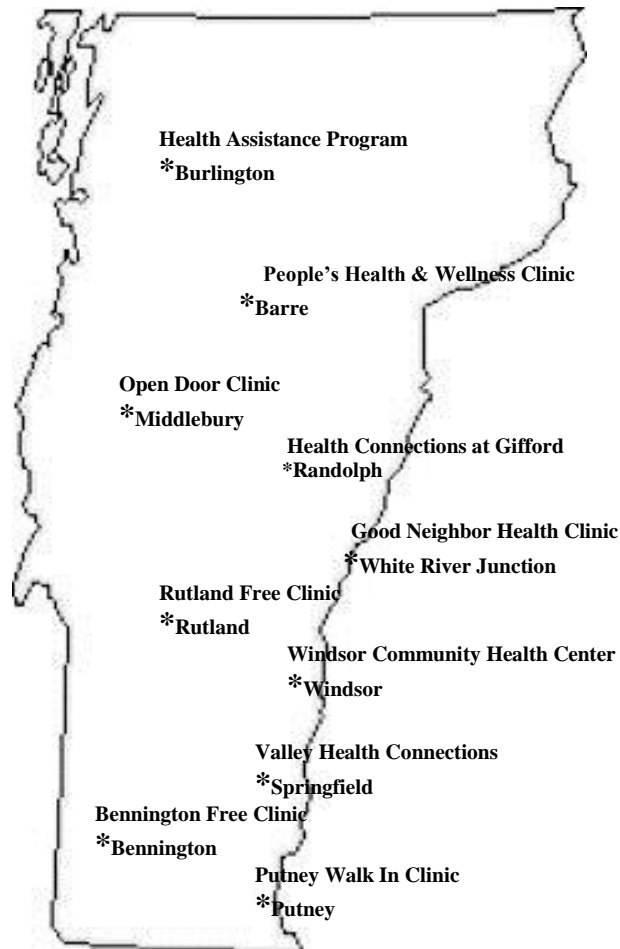 Health Assistance Program
*Burlington
People’s Health & Wellness Clinic
*Barre
Open Door Clinic
*Middlebury
Health Connections at Gifford
*Randolph
Good Neighbor Health Clinic
*White River Junction
Rutland Free Clinic
*Rutland
Windsor Community Health Center
*Windsor
Valley Health Connections
*Springfield
Bennington Free Clinic
*Bennington
Putney Walk In Clinic
*Putney